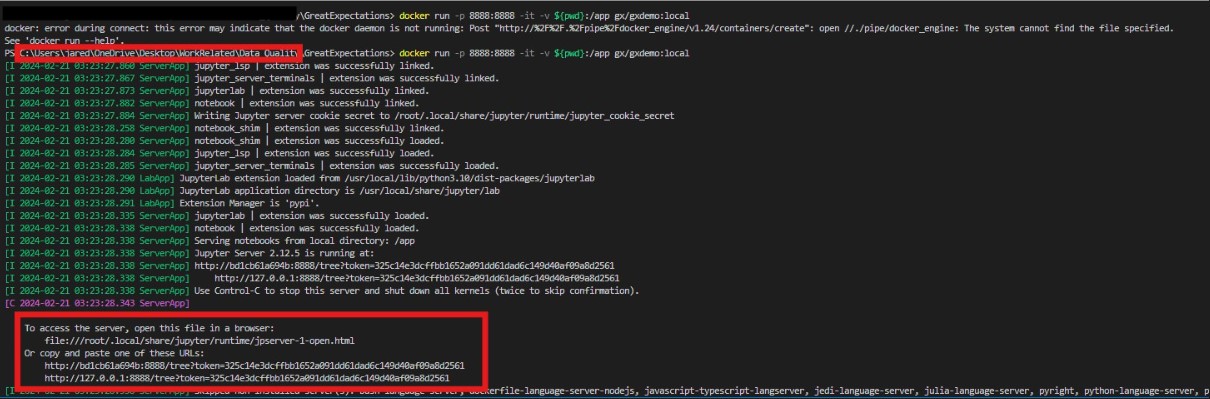 \GreatExpectations> docker run -p 8888:8888 -it -v ${pwd}:/app gx/gxdemo:local
docker: error during connect: this error may indicate that the docker daemon is not running: Post "http://%2F%2F.%2Fpipe%2Fdocker_engine/v1.24/containers/create": open //./pipe/docker_engine: The system cannot find the file specified.
See 'docker run --help'.
PS C:\Users\jared\OneDrive\Desktop\WorkRelated\Data Quality\GreatExpectations> docker run -p 8888:8888 -it -v ${pwd}:/app gx/gxdemo:local
[I 2024-02-21 03:23:27.860 ServerApp] jupyter_lsp | extension was successfully linked.
[I 2024-02-21 03:23:27.867 ServerApp] jupyter_server_terminals | extension was successfully linked.
[I 2024-02-21 03:23:27.873 ServerApp] jupyterlab | extension was successfully linked.
[I 2024-02-21 03:23:27.882 ServerApp] notebook | extension was successfully linked.
[I 2024-02-21 03:23:27.884 ServerApp] Writing Jupyter server cookie secret to /root/.local/share/jupyter/runtime/jupyter_cookie_secret
[I 2024-02-21 03:23:28.258 ServerApp] notebook_shim | extension was successfully linked.
[I 2024-02-21 03:23:28.280 ServerApp] notebook_shim | extension was successfully loaded.
[I 2024-02-21 03:23:28.284 ServerApp] jupyter_lsp | extension was successfully loaded.
[I 2024-02-21 03:23:28.285 ServerApp] jupyter_server_terminals | extension was successfully loaded.
[I 2024-02-21 03:23:28.290 LabApp] JupyterLab extension loaded from /usr/local/lib/python3.10/dist-packages/jupyterlab
[I 2024-02-21 03:23:28.290 LabApp] JupyterLab application directory is /usr/local/share/jupyter/lab
[I 2024-02-21 03:23:28.291 LabApp] Extension Manager is 'pypi'.
[I 2024-02-21 03:23:28.335 ServerApp] jupyterlab | extension was successfully loaded.
[I 2024-02-21 03:23:28.338 ServerApp] notebook | extension was successfully loaded.
[I 2024-02-21 03:23:28.338 ServerApp] Serving notebooks from local directory: /app
[I 2024-02-21 03:23:28.338 ServerApp] Jupyter Server 2.12.5 is running at:
[I 2024-02-21 03:23:28.338 ServerApp] http://bd1cb61a694b:8888/tree?token=325c14e3dcffbb1652a091dd61dad6c149d40af09a8d2561
[I 2024-02-21 03:23:28.338 ServerApp]     http://127.0.0.1:8888/tree?token=325c14e3dcffbb1652a091dd61dad6c149d40af09a8d2561
[I 2024-02-21 03:23:28.338 ServerApp] Use Control-C to stop this server and shut down all kernels (twice to skip confirmation).
[C 2024-02-21 03:23:28.343 ServerApp]
To access the server, open this file in a browser:
file:///root/.local/share/jupyter/runtime/jpserver-1-open.html
Or copy and paste one of these URLs:
http://bd1cb61a694b:8888/tree?token=325c14e3dcffbb1652a091dd61dad6c149d40af09a8d2561
http://127.0.0.1:8888/tree?token=325c14e3dcffbb1652a091dd61dad6c149d40af09a8d2561
dockerfile-language-server-nodejs, javascript-typescript-langserver, jedi-language-server, julia-language-server, pyright, python-language-server, p